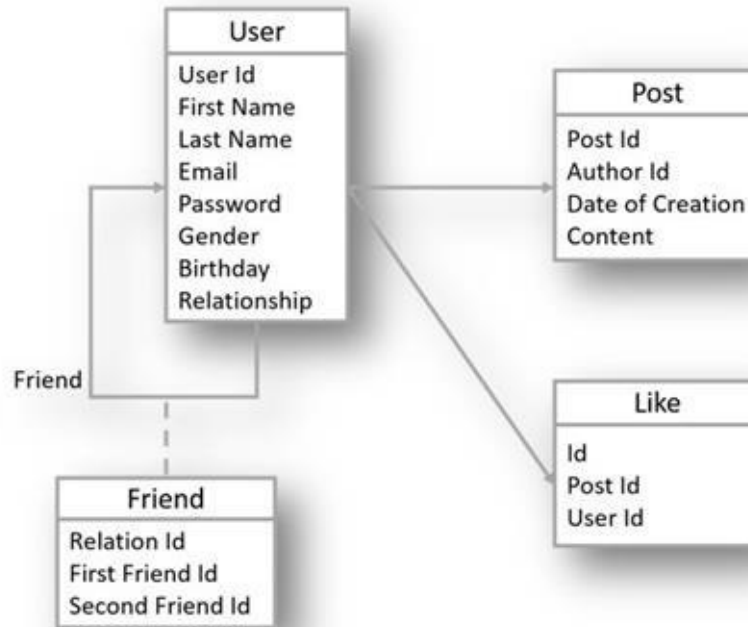 User
User Id
First Name
Last Name
Email
Password
Gender
Birthday
Relationship
Post
Post Id
Author Id
Date of Creation
Content
Friend
Like
Id
Post Id
User Id
Friend
Relation Id
First Friend Id
Second Friend Id